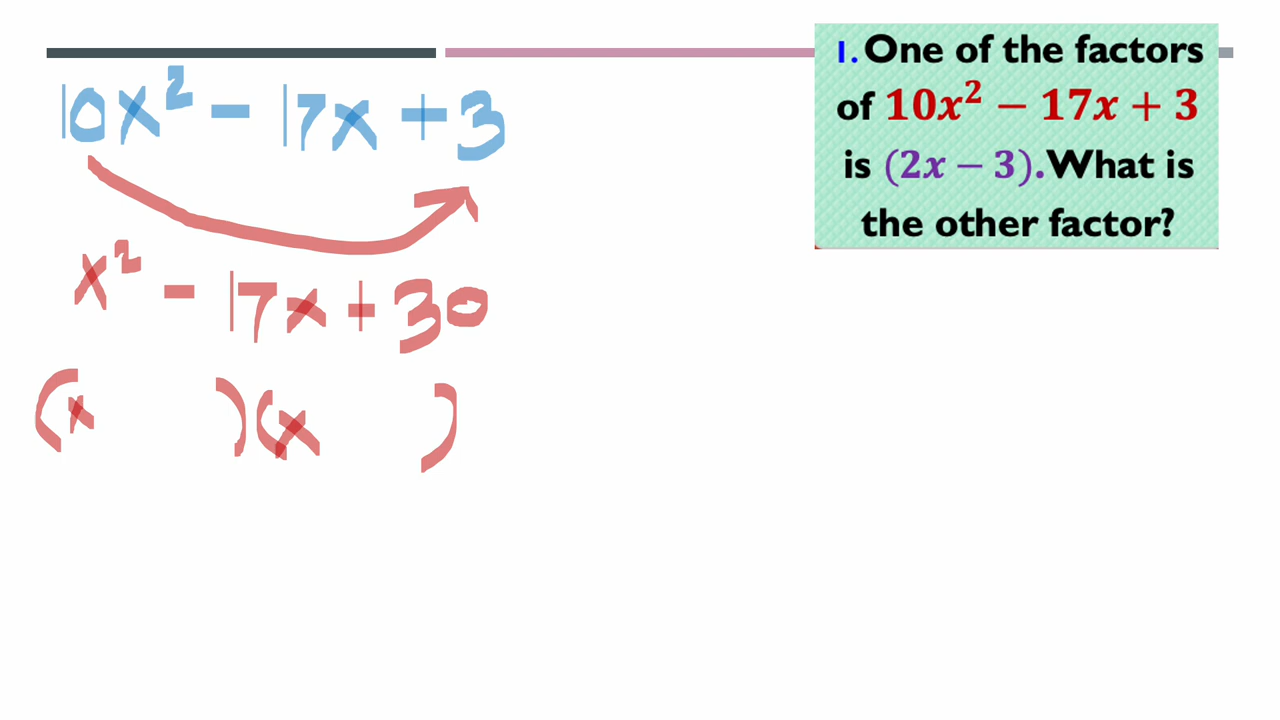 10x² - 17x + 3
x² - 17x + 30
(x )(x )
1. One of the factors
of 10x² − 17x + 3
is (2x − 3). What is
the other factor?